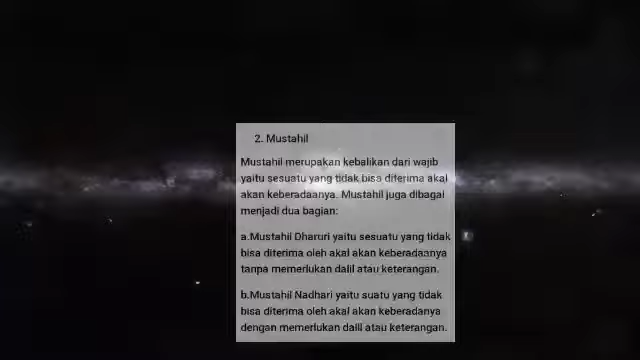 2. Mustahil
Mustahil merupakan kebalikan dari wajib
yaitu sesuatu yang tidak bisa diterima akal
akan keberadaanya. Mustahil juga dibagai
menjadi dua bagian:
a.Mustahil Dharuri yaitu sesuatu yang tidak
bisa diterima oleh akal akan keberadaannya
tanpa memerlukan dalil atau keterangan.
b.Mustahil Nadhari yaitu suatu yang tidak
bisa diterima oleh akal akan keberadanya
dengan memerlukan dalil atau keterangan.